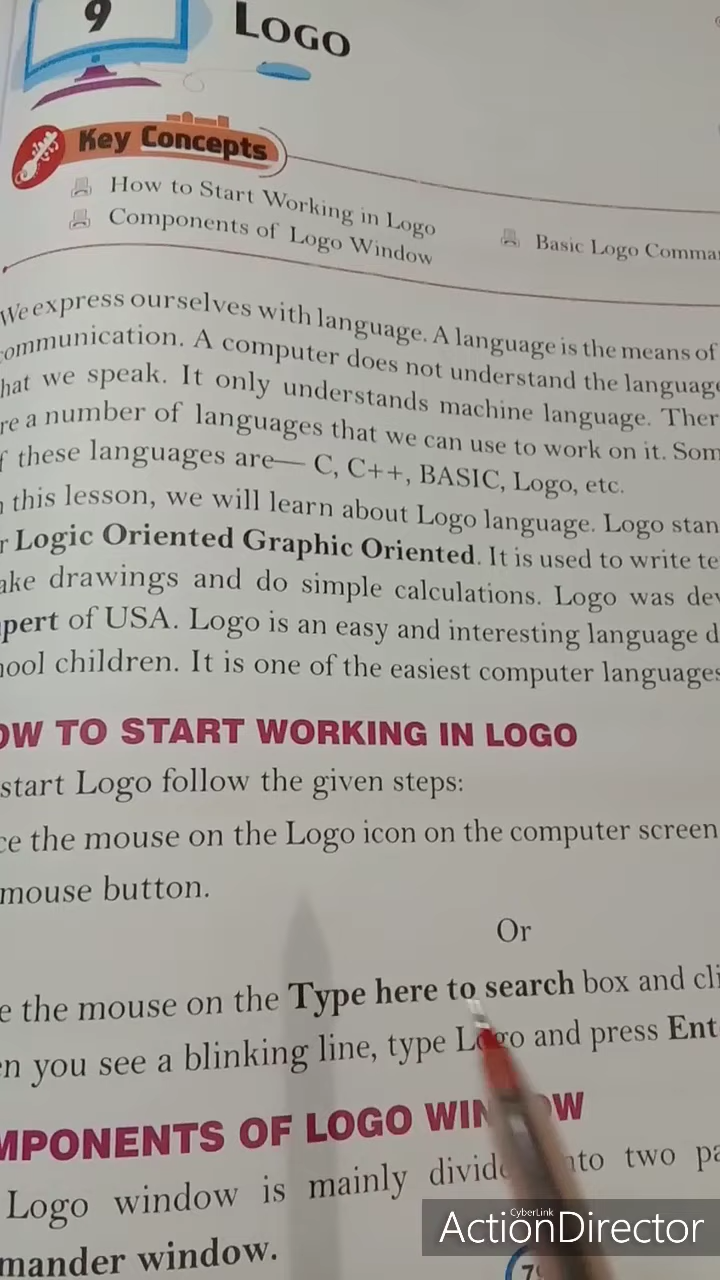 9
LOGO
Key Concepts
How to Start Working in Logo
Components of Logo Window
Basic Logo Comma
We express ourselves with language. A language is the means of
ommunication. A computer does not understand the language
hat we speak. It only understands machine language. Ther
re a number of languages that we can use to work on it. Som
f these languages are— C, C++, BASIC, Logo, etc.
n this lesson, we will learn about Logo language. Logo stan
r Logic Oriented Graphic Oriented. It is used to write te
ake drawings and do simple calculations. Logo was dev
pert of USA. Logo is an easy and interesting language d
ool children. It is one of the easiest computer languages
OW TO START WORKING IN LOGO
start Logo follow the given steps:
ce the mouse on the Logo icon on the computer screen
mouse button.
Or
e the mouse on the Type here to search box and cli
en you see a blinking line, type Logo and press Ent
MPONENTS OF LOGO WINDOW
Logo window is mainly divide into two pa
mander window.
CyberLink
ActionDirector